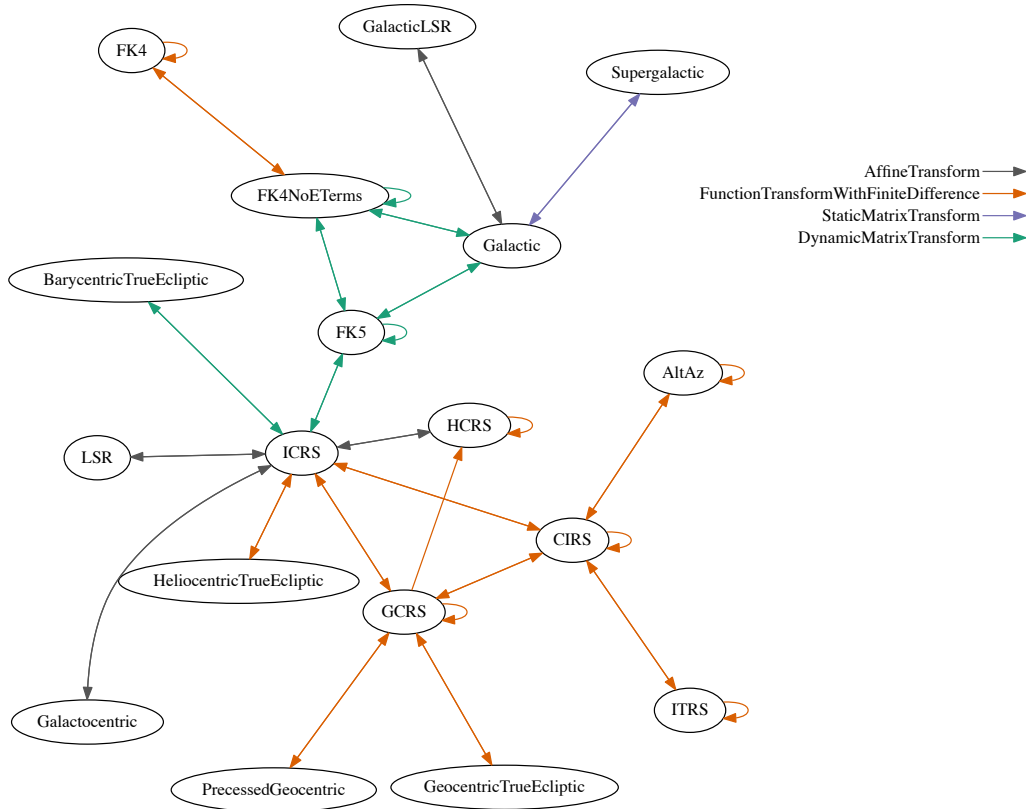 GalacticLSR
FK4
Supergalactic
AffineTransform
FunctionTransformWithFiniteDifference
StaticMatrixTransform
DynamicMatrixTransform
FK4NoETerms
Galactic
BarycentricTrueEcliptic
FK5
AltAz
HCRS
ICRS
LSR
CIRS
HeliocentricTrueEcliptic
GCRS
ITRS
Galactocentric
PrecessedGeocentric
GeocentricTrueEcliptic